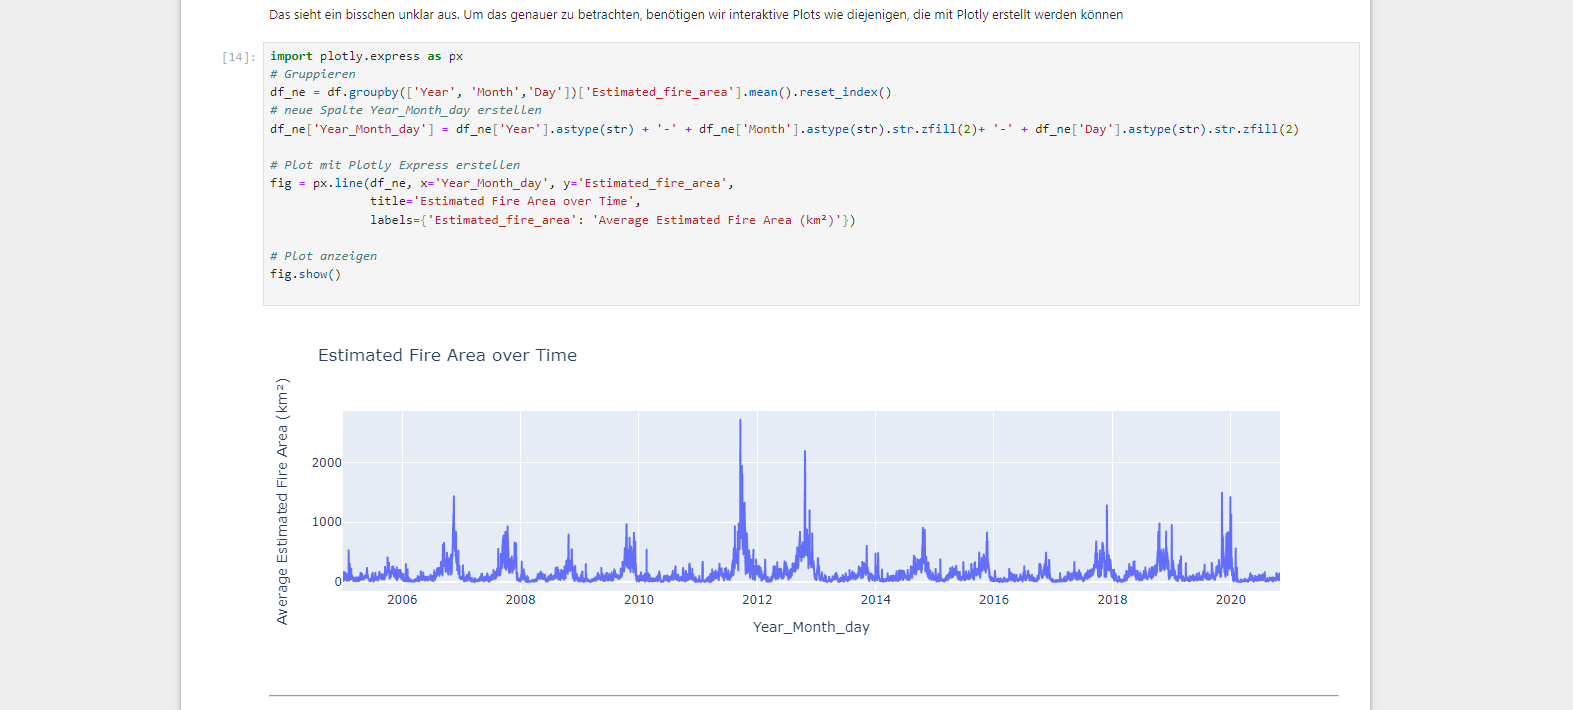 Das sieht ein bisschen unklar aus. Um das genauer zu betrachten, benötigen wir interaktive Plots wie diejenigen, die mit Plotly erstellt werden können
[14]:
import plotly.express as px
# Gruppieren
df_ne = df.groupby(['Year', 'Month','Day'])['Estimated_fire_area'].mean().reset_index()
# neue Spalte Year_Month_day erstellen
df_ne['Year_Month_day'] = df_ne['Year'].astype(str) + '-' + df_ne['Month'].astype(str).str.zfill(2)+ '-' + df_ne['Day'].astype(str).str.zfill(2)
# Plot mit Plotly Express erstellen
fig = px.line(df_ne, x='Year_Month_day', y='Estimated_fire_area',
title='Estimated Fire Area over Time',
labels={'Estimated_fire_area': 'Average Estimated Fire Area (km²)'})
# Plot anzeigen
fig.show()
Estimated Fire Area over Time
Average Estimated Fire Area (km²)
2000
1000
0
2006 2008 2010 2012 2014 2016 2018 2020
Year_Month_day